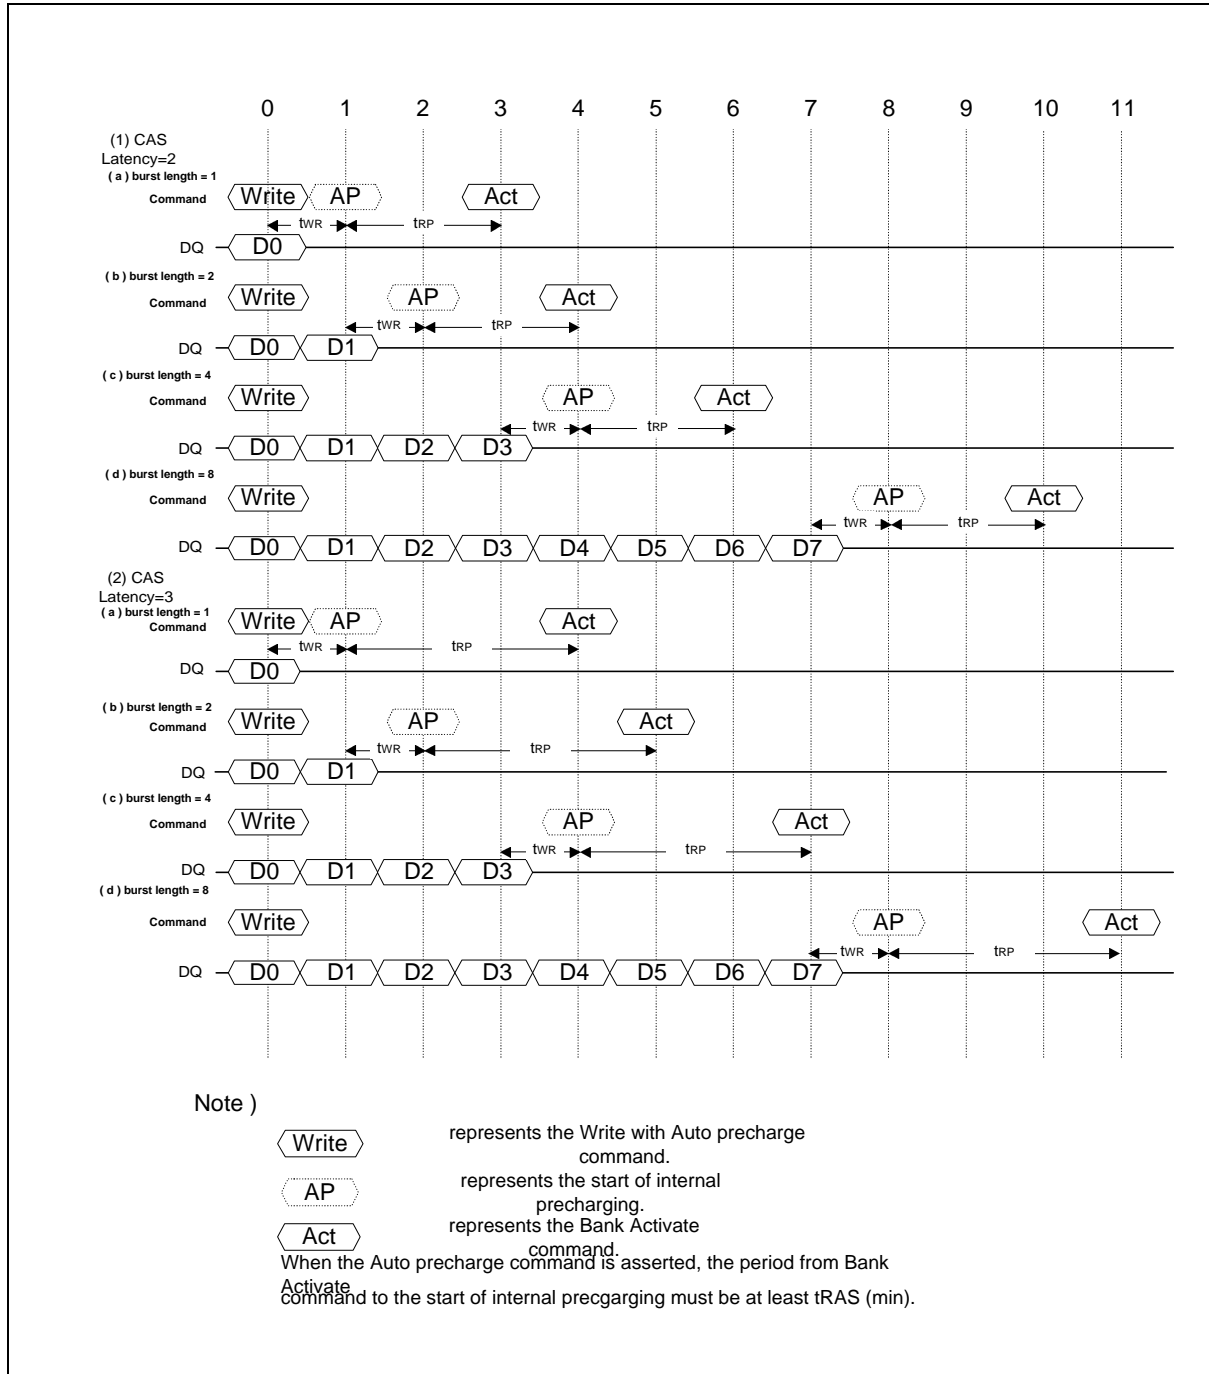 0 1 2 3 4 5 6 7 8 9 10 11
(1) CAS
Latency=2
( a ) burst length = 1
Command Write AP Act
tWR tRP
DQ D0
( b ) burst length = 2
Command Write AP Act
tWR tRP
DQ D0 D1
( c ) burst length = 4
Command Write AP Act
tWR tRP
DQ D0 D1 D2 D3
( d ) burst length = 8
Command Write AP Act
tWR tRP
DQ D0 D1 D2 D3 D4 D5 D6 D7
(2) CAS
Latency=3
( a ) burst length = 1
Command Write AP Act
tWR tRP
DQ D0
( b ) burst length = 2
Command Write AP Act
tWR tRP
DQ D0 D1
( c ) burst length = 4
Command Write AP Act
tWR tRP
DQ D0 D1 D2 D3
( d ) burst length = 8
Command Write AP Act
tWR tRP
DQ D0 D1 D2 D3 D4 D5 D6 D7
Note )
Write represents the Write with Auto precharge
command.
AP represents the start of internal
precharging.
Act represents the Bank Activate
command.
When the Auto precharge command is asserted, the period from Bank
Activate
command to the start of internal precgarging must be at least tRAS (min).